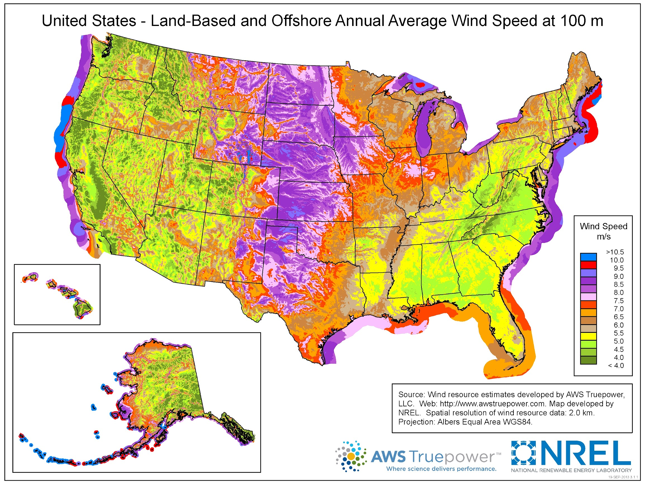 United States - Land-Based and Offshore Annual Average Wind Speed at 100 m
Wind Speed
m/s
>10.5
10.0
9.5
9.0
8.5
8.0
7.5
7.0
6.5
6.0
5.5
5.0
4.5
4.0
< 4.0
Source: Wind resource estimates developed by AWS Truepower,
LLC. Web: http://www.awstruepower.com. Map developed by
NREL. Spatial resolution of wind resource data: 2.0 km.
Projection: Albers Equal Area WGS84.
AWS Truepower™
Where science delivers performance.
NREL
NATIONAL RENEWABLE ENERGY LABORATORY